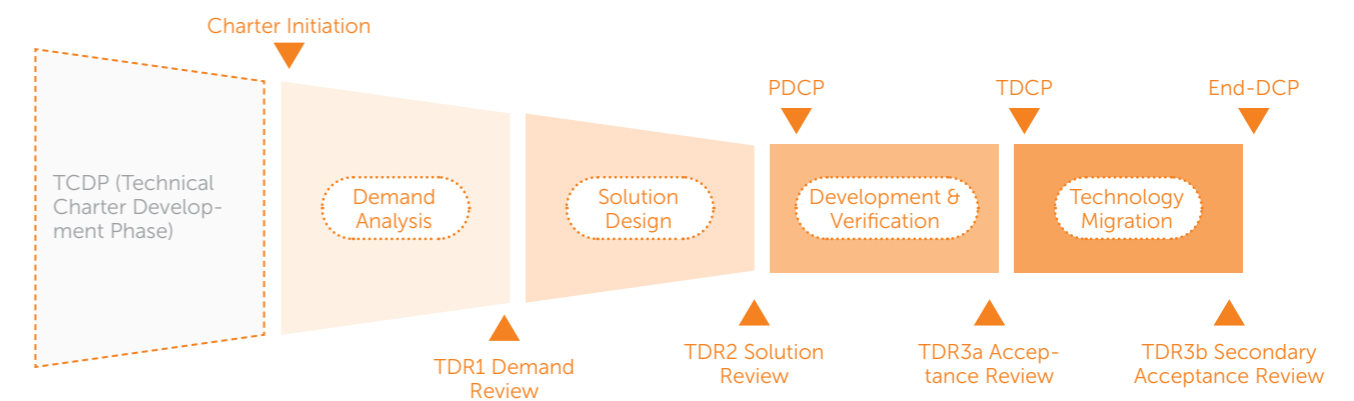 Charter Initiation
PDCP
TDCP
End-DCP
TCDP (Technical
Charter Develop-
ment Phase)
Demand
Analysis
Solution
Design
Development &
Verification
Technology
Migration
TDR1 Demand
Review
TDR2 Solution
Review
TDR3a Accep-
tance Review
TDR3b Secondary
Acceptance Review